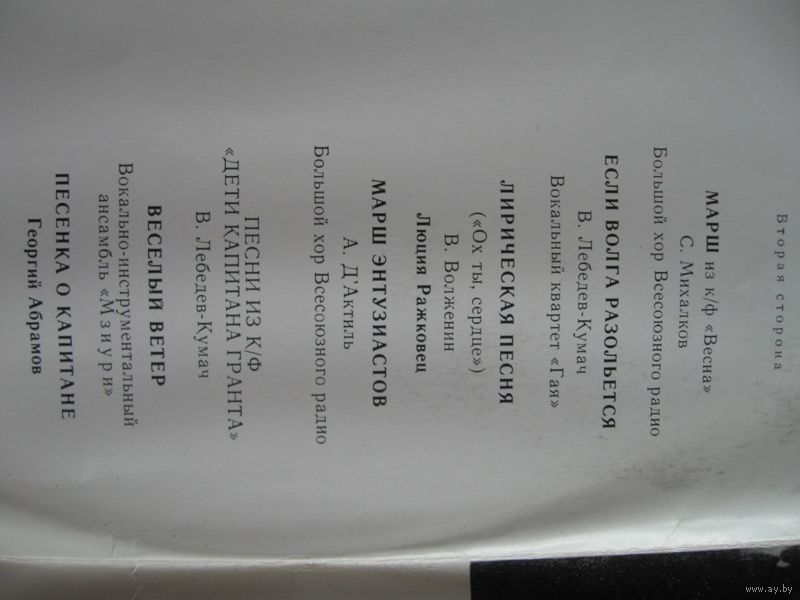 Вторая сторона
МАРШ из к/ф «Весна»
С. Михалков
Большой хор Всесоюзного радио
ЕСЛИ ВОЛГА РАЗОЛЬЕТСЯ
В. Лебедев-Кумач
Вокальный квартет «Гая»
ЛИРИЧЕСКАЯ ПЕСНЯ
(«Ох ты, сердце»)
В. Волженин
Люция Ражковец
МАРШ ЭНТУЗИАСТОВ
А. Д'Актиль
Большой хор Всесоюзного радио
ПЕСНИ ИЗ К/Ф
«ДЕТИ КАПИТАНА ГРАНТА»
В. Лебедев-Кумач
ВЕСЕЛЫЙ ВЕТЕР
Вокально-инструментальный
ансамбль «Мзиури»
ПЕСЕНКА О КАПИТАНЕ
Георгий Абрамов
www.ay.by